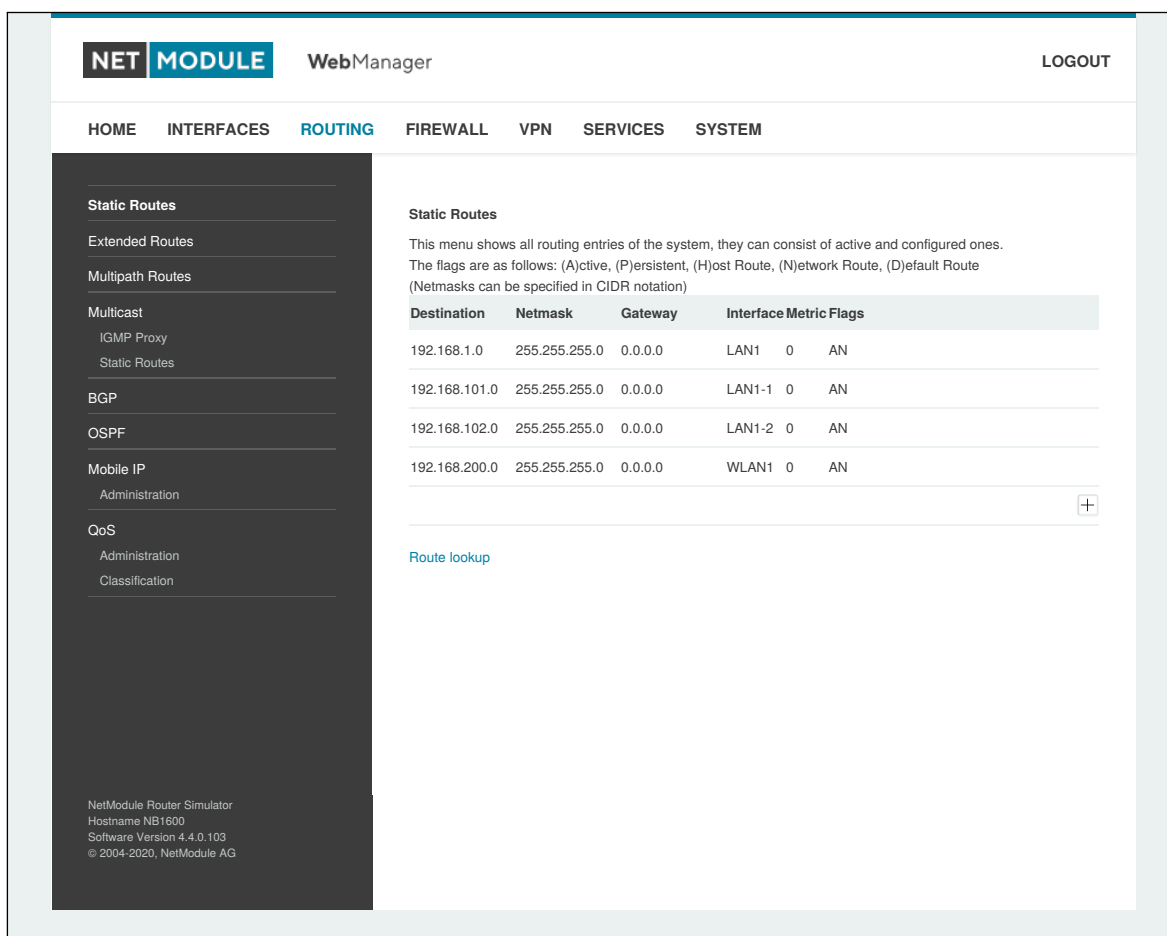 NET MODULE WebManager LOGOUT
HOME INTERFACES ROUTING FIREWALL VPN SERVICES SYSTEM
Static Routes
Extended Routes
Multipath Routes
Multicast
IGMP Proxy
Static Routes
BGP
OSPF
Mobile IP
Administration
QoS
Administration
Classification
NetModule Router Simulator
Hostname NB1600
Software Version 4.4.0.103
© 2004-2020, NetModule AG
Static Routes
This menu shows all routing entries of the system, they can consist of active and configured ones.
The flags are as follows: (A)ctive, (P)ersistent, (H)ost Route, (N)etwork Route, (D)efault Route
(Netmasks can be specified in CIDR notation)
Destination Netmask Gateway Interface Metric Flags
192.168.1.0 255.255.255.0 0.0.0.0 LAN1 0 AN
192.168.101.0 255.255.255.0 0.0.0.0 LAN1-1 0 AN
192.168.102.0 255.255.255.0 0.0.0.0 LAN1-2 0 AN
192.168.200.0 255.255.255.0 0.0.0.0 WLAN1 0 AN
Route lookup